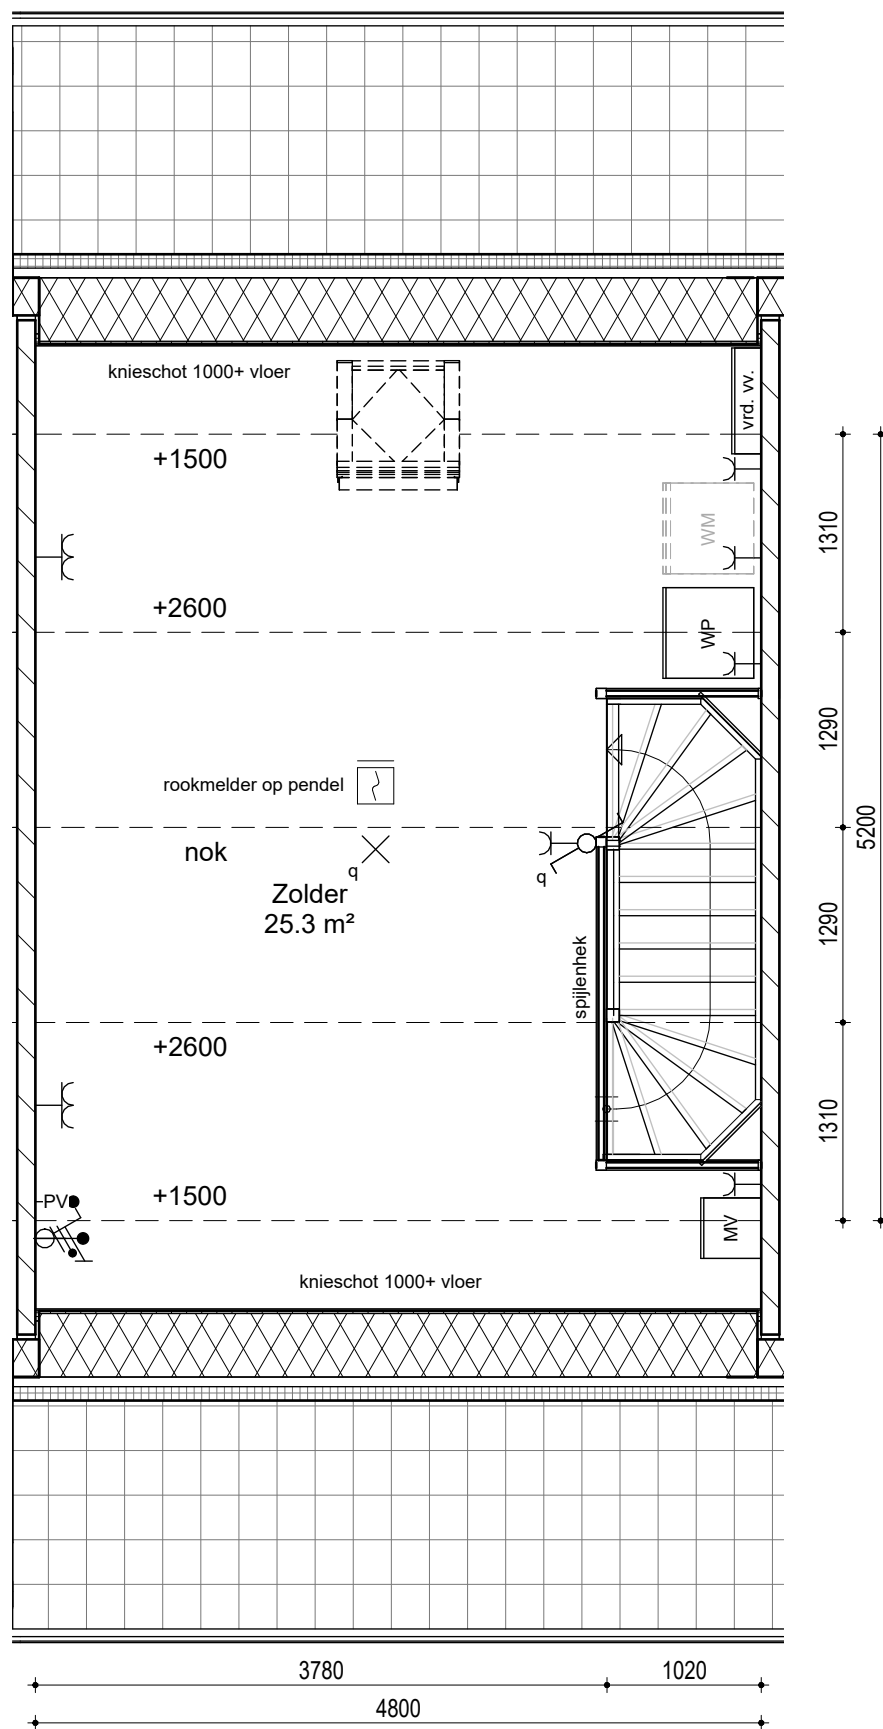 knieschot 1000+ vloer
vrd. vv.
+1500
WM
1310
+2600
WP
1290
rookmelder op pendel
5200
nok
q
q
Zolder
25.3 m²
1290
spijlenhek
+2600
1310
PV
+1500
MV
knieschot 1000+ vloer
3780
1020
4800